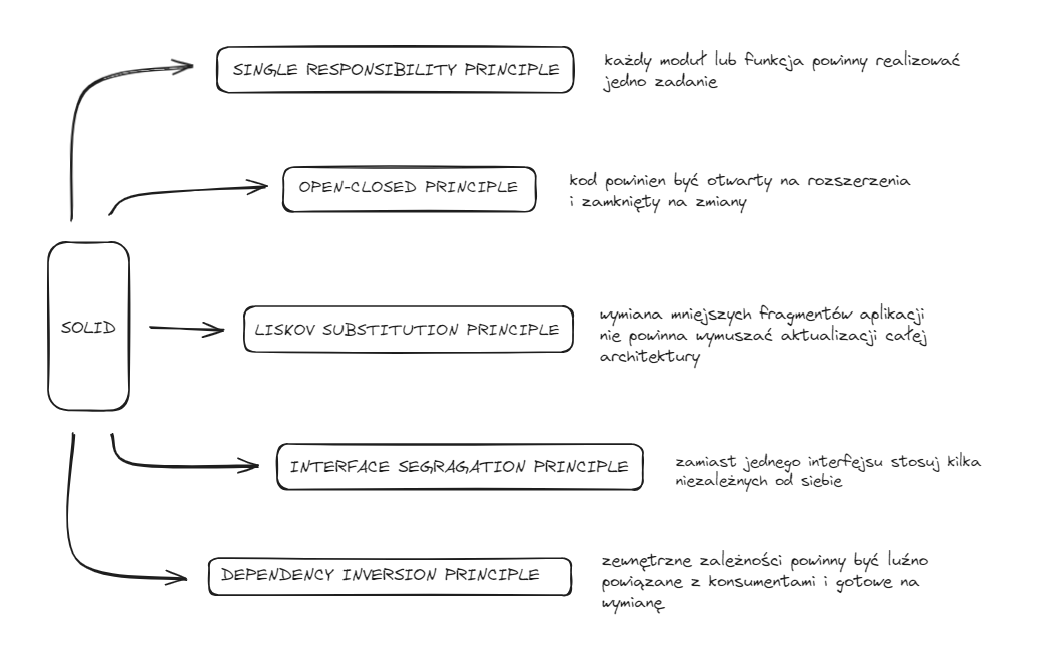 SINGLE RESPONSIBILITY PRINCIPLE
każdy moduł lub funkcja powinny realizować
jedno zadanie
OPEN-CLOSED PRINCIPLE
kod powinien być otwarty na rozszerzenia
i zamknięty na zmiany
SOLID
LISKOV SUBSTITUTION PRINCIPLE
wymiana mniejszych fragmentów aplikacji
nie powinna wymuszać aktualizacji całej
architektury
INTERFACE SEGRAGATION PRINCIPLE
zamiast jednego interfejsu stosuj kilka
niezależnych od siebie
DEPENDENCY INVERSION PRINCIPLE
zewnętrzne zależności powinny być luźno
powiązane z konsumentami i gotowe na
wymianę